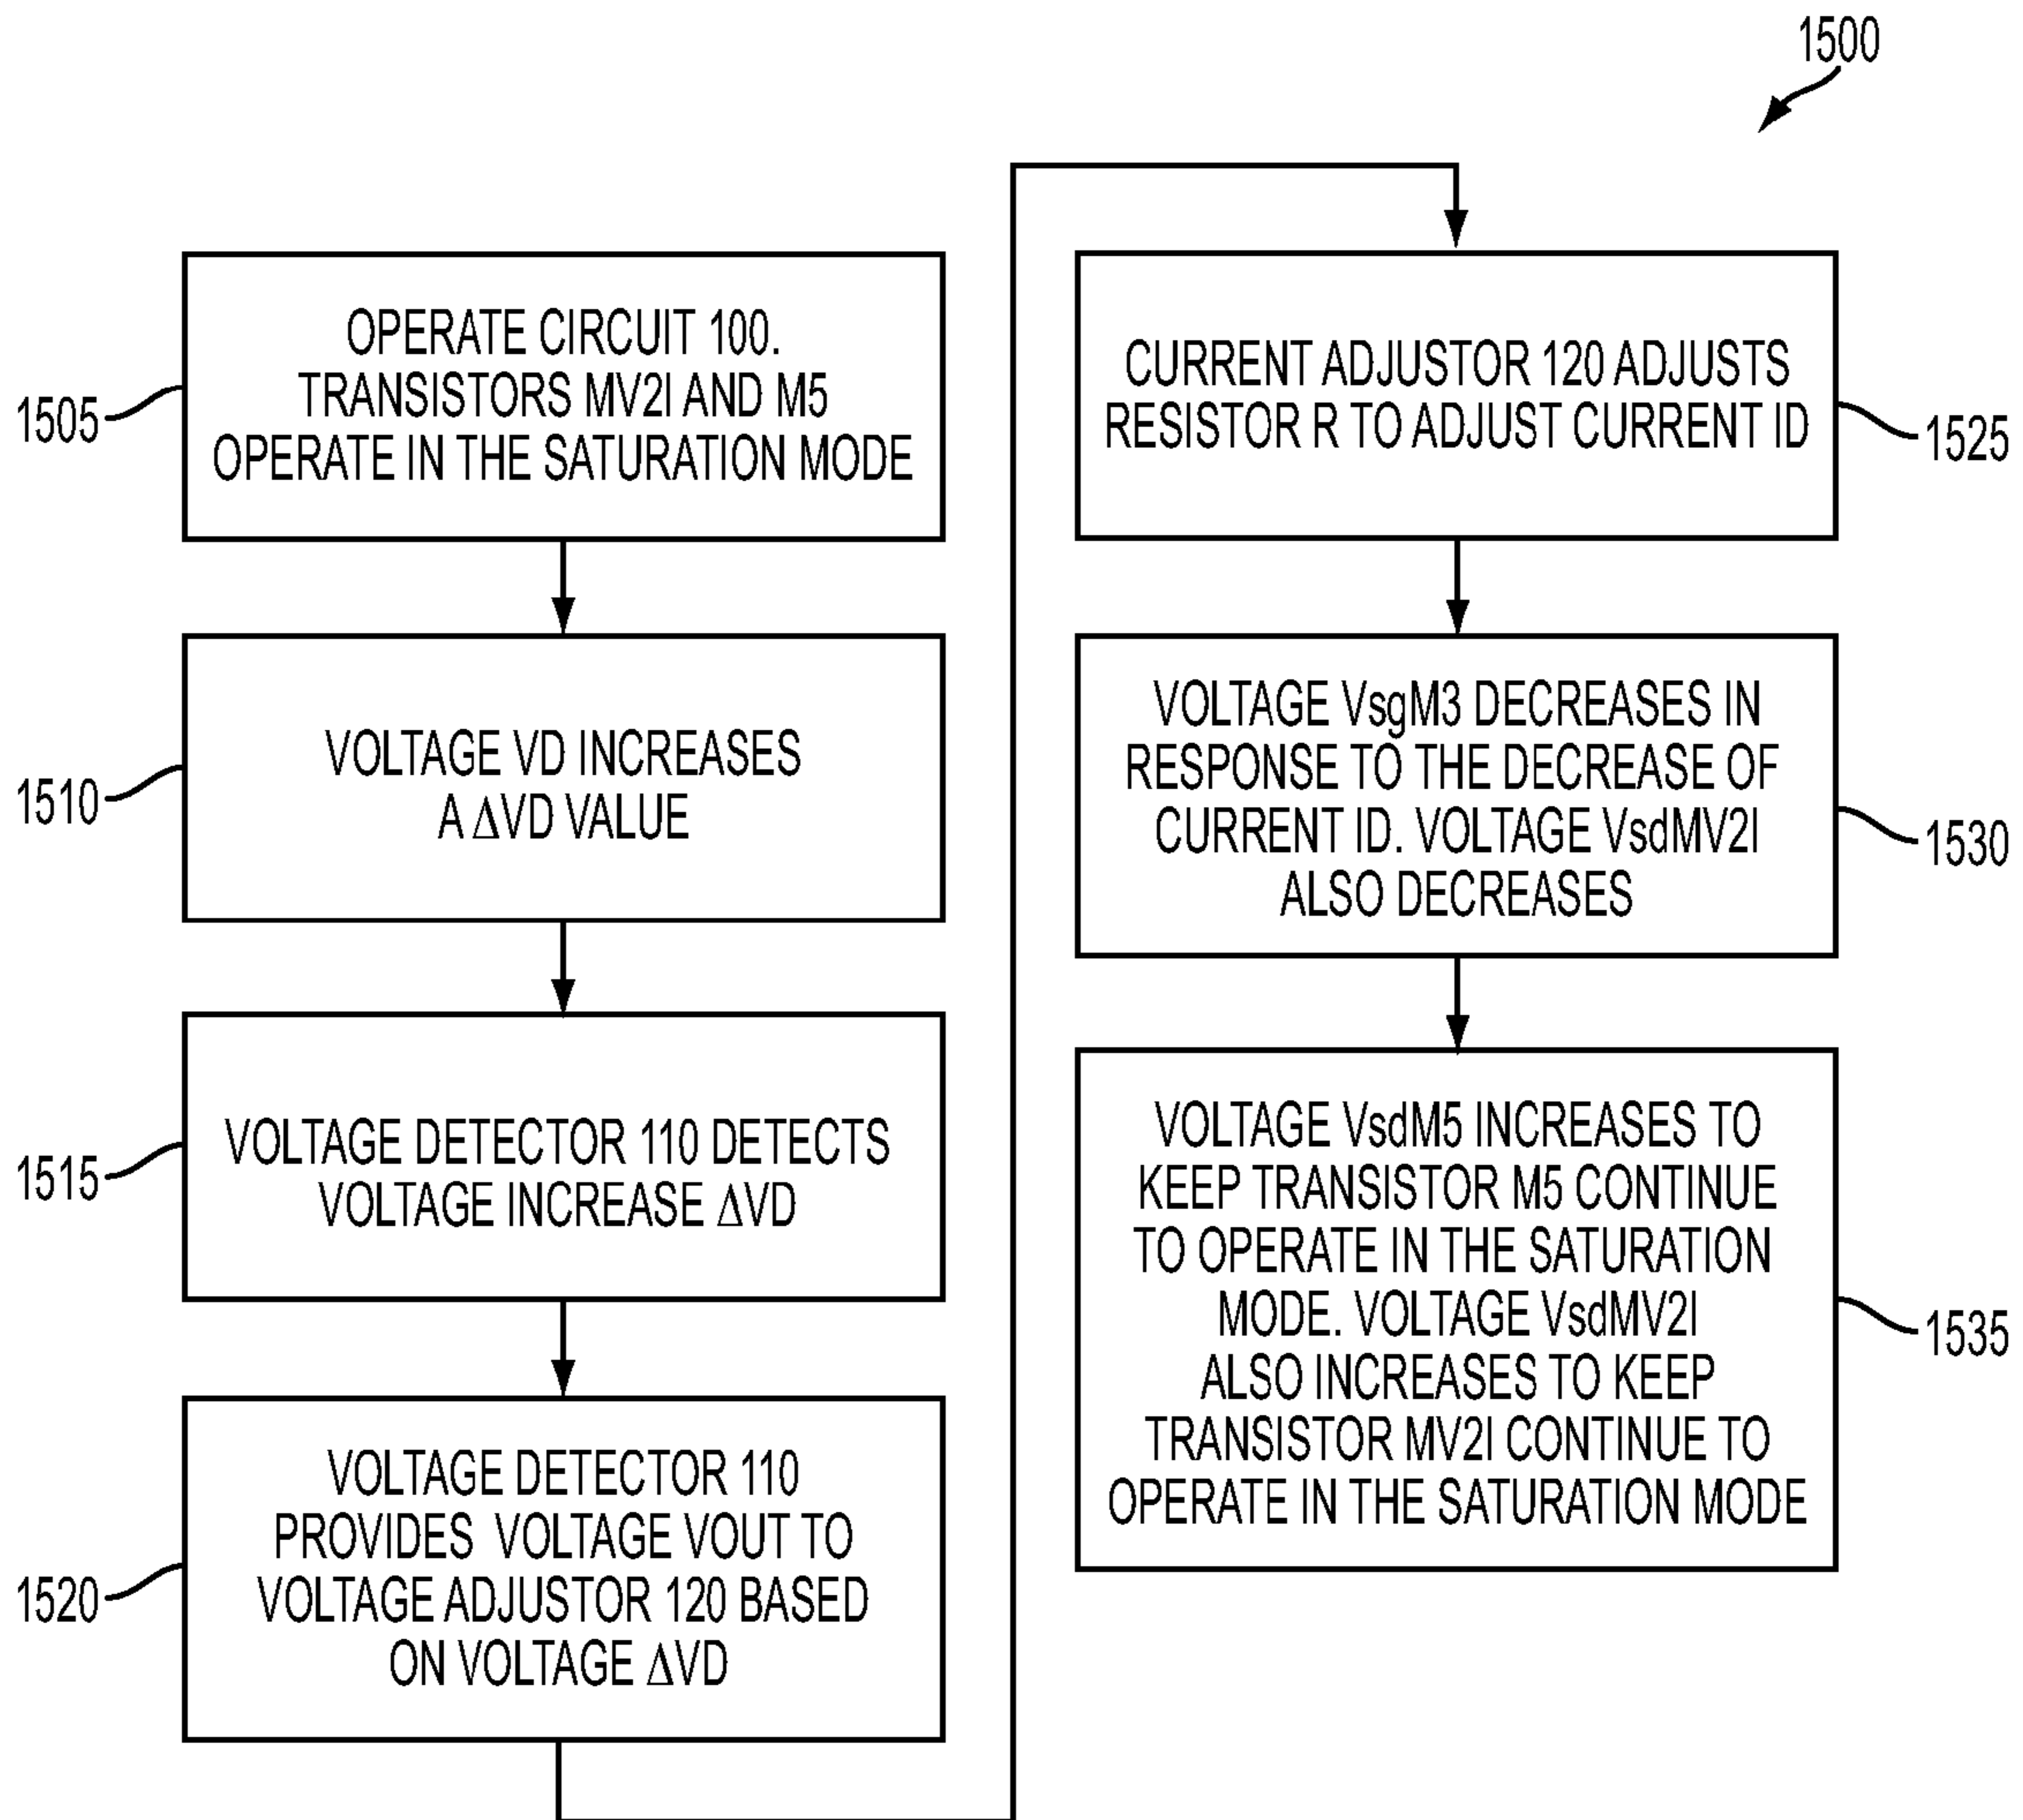 1500
1505
OPERATE CIRCUIT 100.
TRANSISTORS MV2I AND M5
OPERATE IN THE SATURATION MODE
1510
VOLTAGE VD INCREASES
A ΔVD VALUE
1515
VOLTAGE DETECTOR 110 DETECTS
VOLTAGE INCREASE ΔVD
1520
VOLTAGE DETECTOR 110
PROVIDES VOLTAGE VOUT TO
VOLTAGE ADJUSTOR 120 BASED
ON VOLTAGE ΔVD
CURRENT ADJUSTOR 120 ADJUSTS
RESISTOR R TO ADJUST CURRENT ID
1525
VOLTAGE VsgM3 DECREASES IN
RESPONSE TO THE DECREASE OF
CURRENT ID. VOLTAGE VsdMV2I
ALSO DECREASES
1530
VOLTAGE VsdM5 INCREASES TO
KEEP TRANSISTOR M5 CONTINUE
TO OPERATE IN THE SATURATION
MODE. VOLTAGE VsdMV2I
ALSO INCREASES TO KEEP
TRANSISTOR MV2I CONTINUE TO
OPERATE IN THE SATURATION MODE
1535